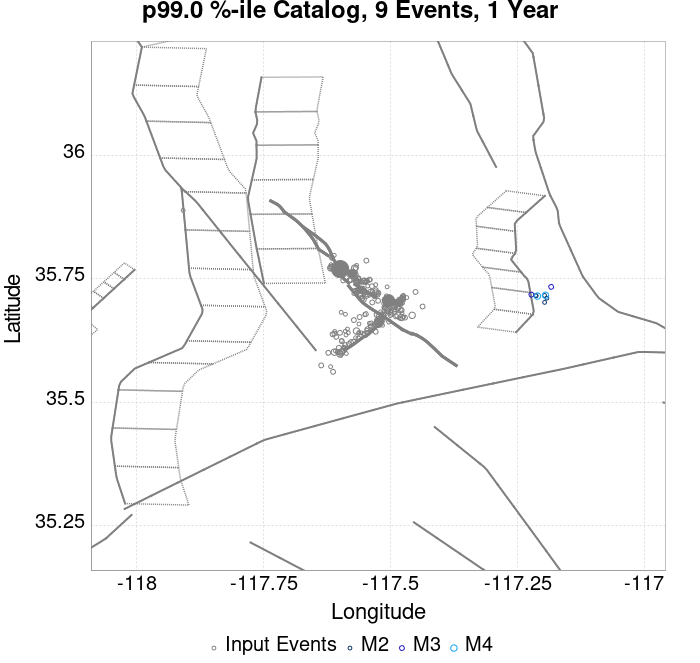 p99.0 %-ile Catalog, 9 Events, 1 Year
36
35.75
35.5
35.25
Latitude
-118 -117.75 -117.5 -117.25 -117
Longitude
Input Events M2 M3 M4